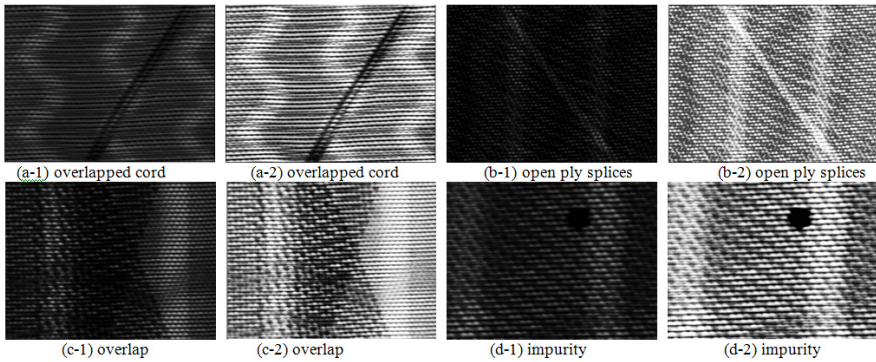 (a-1) overlapped cord
(a-2) overlapped cord
(b-1) open ply splices
(b-2) open ply splices
(c-1) overlap
(c-2) overlap
(d-1) impurity
(d-2) impurity